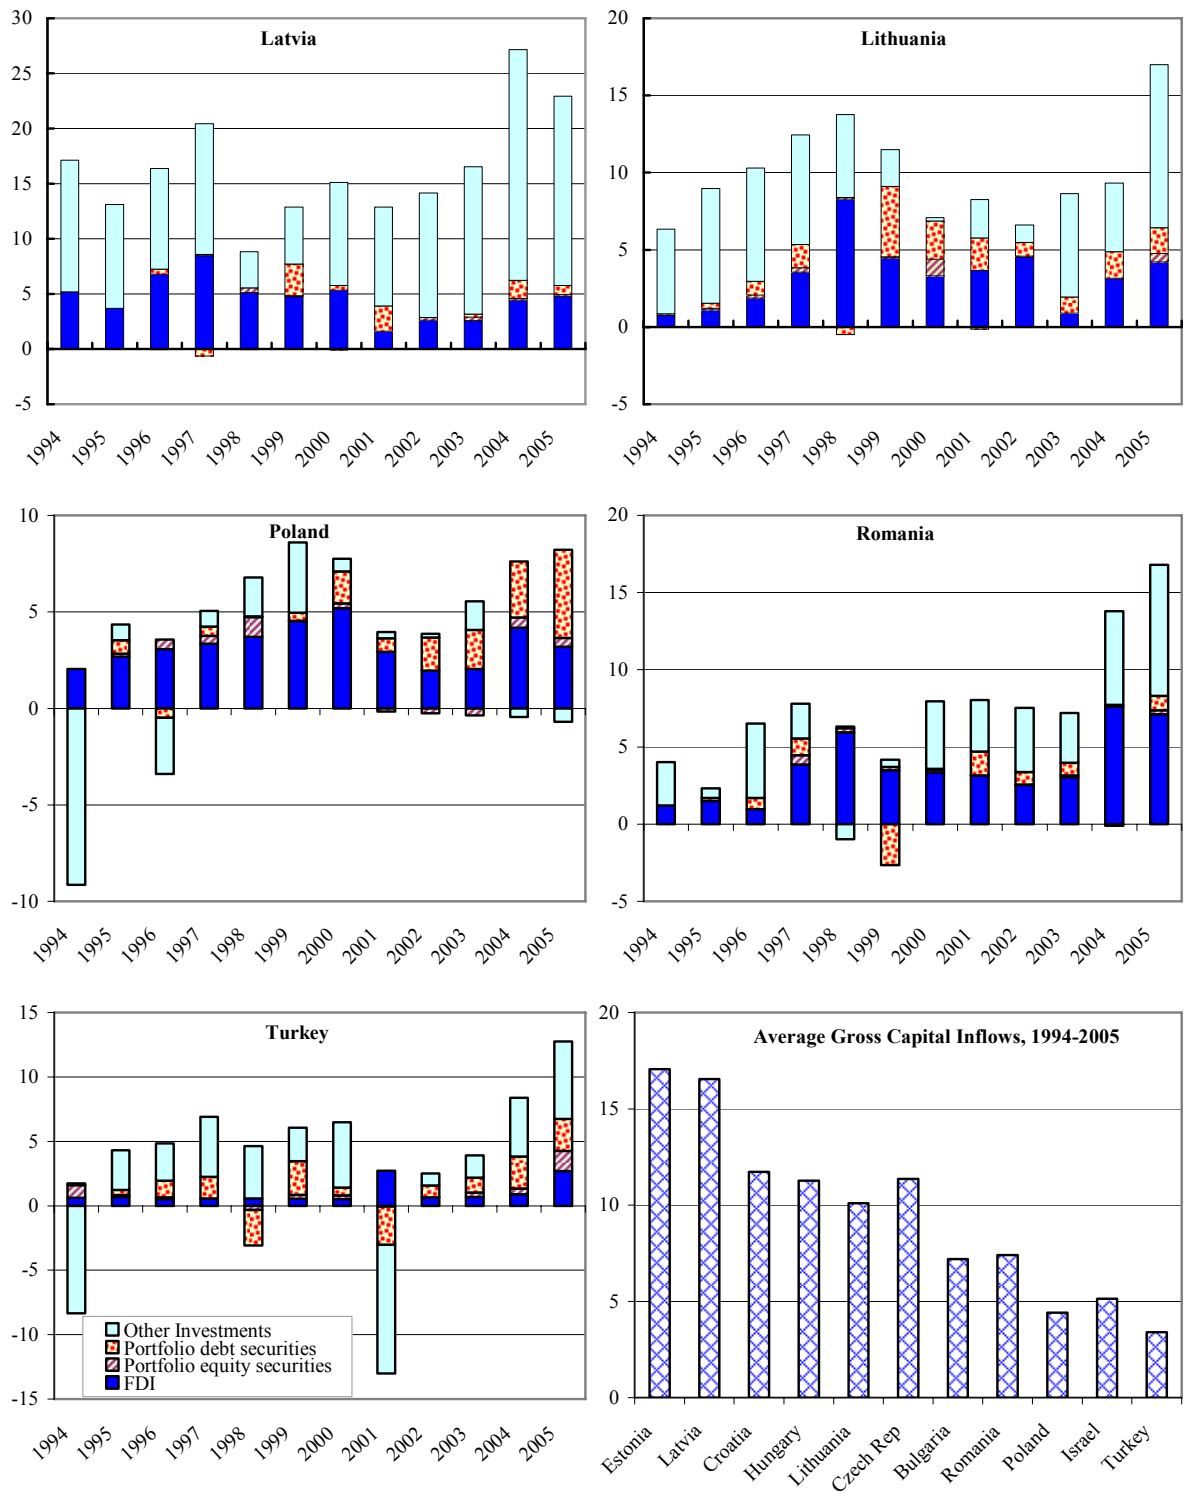 Latvia
30
25
20
15
10
5
0
-5
1994 1995 1996 1997 1998 1999 2000 2001 2002 2003 2004 2005
Lithuania
20
15
10
5
0
-5
1994 1995 1996 1997 1998 1999 2000 2001 2002 2003 2004 2005
Poland
10
5
0
-5
-10
1994 1995 1996 1997 1998 1999 2000 2001 2002 2003 2004 2005
Romania
20
15
10
5
0
-5
1994 1995 1996 1997 1998 1999 2000 2001 2002 2003 2004 2005
Turkey
15
10
5
0
-5
-10
-15
Other Investments
Portfolio debt securities
Portfolio equity securities
FDI
1994 1995 1996 1997 1998 1999 2000 2001 2002 2003 2004 2005
Average Gross Capital Inflows, 1994-2005
20
15
10
5
0
Estonia Latvia Croatia Hungary Lithuania Czech Rep Bulgaria Romania Poland Israel Turkey